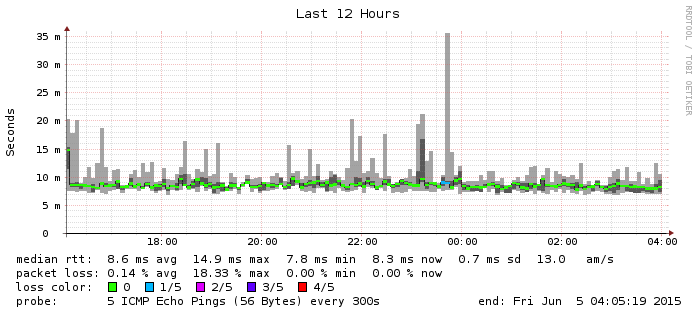 Last 12 Hours
RRDTOOL / TOBI OETIKER
Seconds
35 m
30 m
25 m
20 m
15 m
10 m
5 m
0
18:00 20:00 22:00 00:00 02:00 04:00
median rtt: 8.6 ms avg 14.9 ms max 7.8 ms min 8.3 ms now 0.7 ms sd 13.0 am/s
packet loss: 0.14 % avg 18.33 % max 0.00 % min 0.00 % now
loss color: 0 1/5 2/5 3/5 4/5
probe: 5 ICMP Echo Pings (56 Bytes) every 300s end: Fri Jun 5 04:05:19 2015